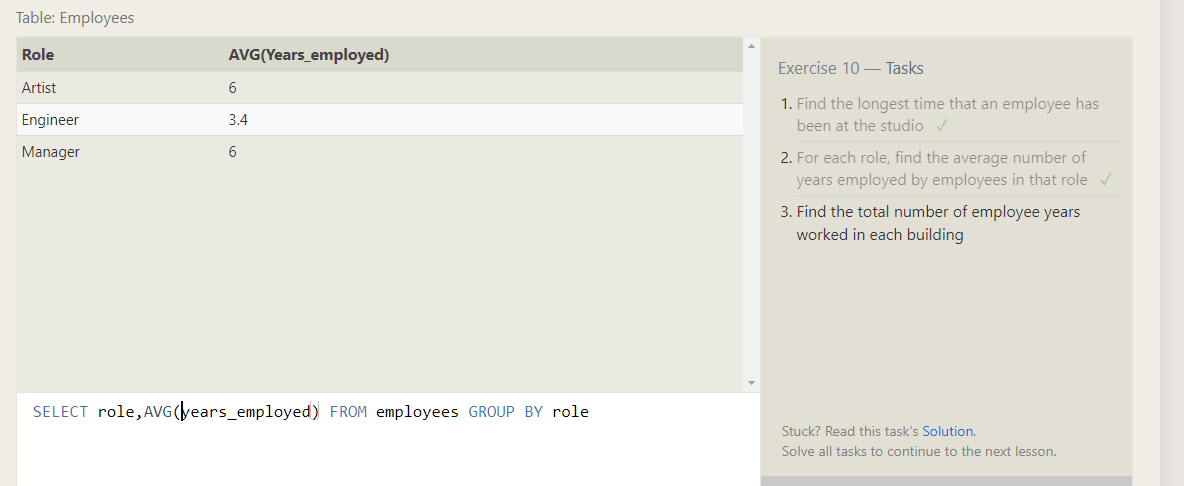 Table: Employees
Role AVG(Years_employed)
Artist 6
Engineer 3.4
Manager 6
SELECT role,AVG(years_employed) FROM employees GROUP BY role
Exercise 10 — Tasks
1. Find the longest time that an employee has
been at the studio ✓
2. For each role, find the average number of
years employed by employees in that role ✓
3. Find the total number of employee years
worked in each building
Stuck? Read this task's Solution.
Solve all tasks to continue to the next lesson.